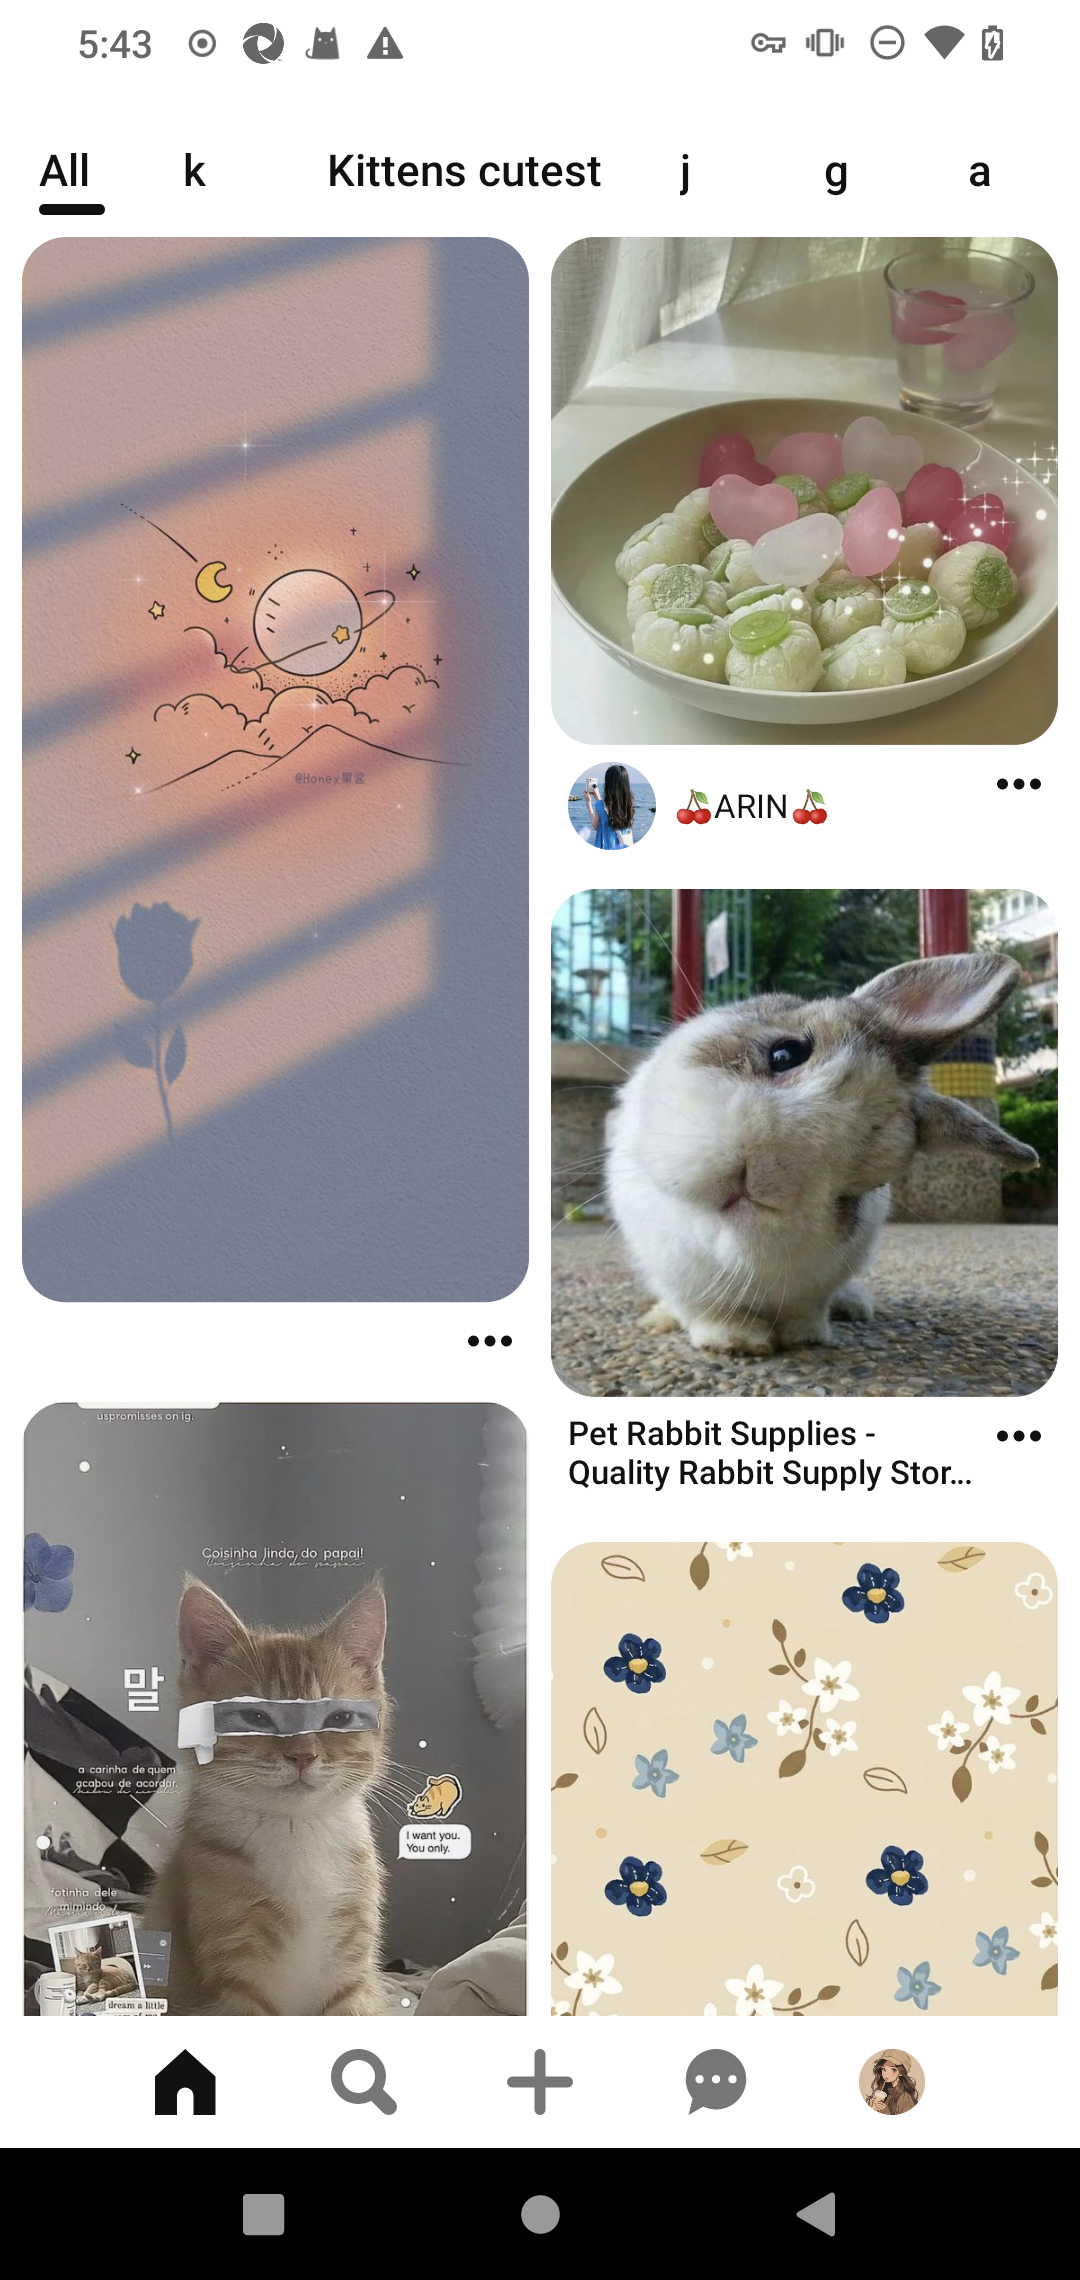 5:43
All k Kittens cutest j g a
@Honey果宮
🍒ARIN🍒
Pet Rabbit Supplies -
Quality Rabbit Supply Stor...
uspromisses on ig.
Coisinha linda, do papai!
말
a carinha de quem
acabou de acordar.
I want you.
You only.
fotinha dele
mimindo
dream a little